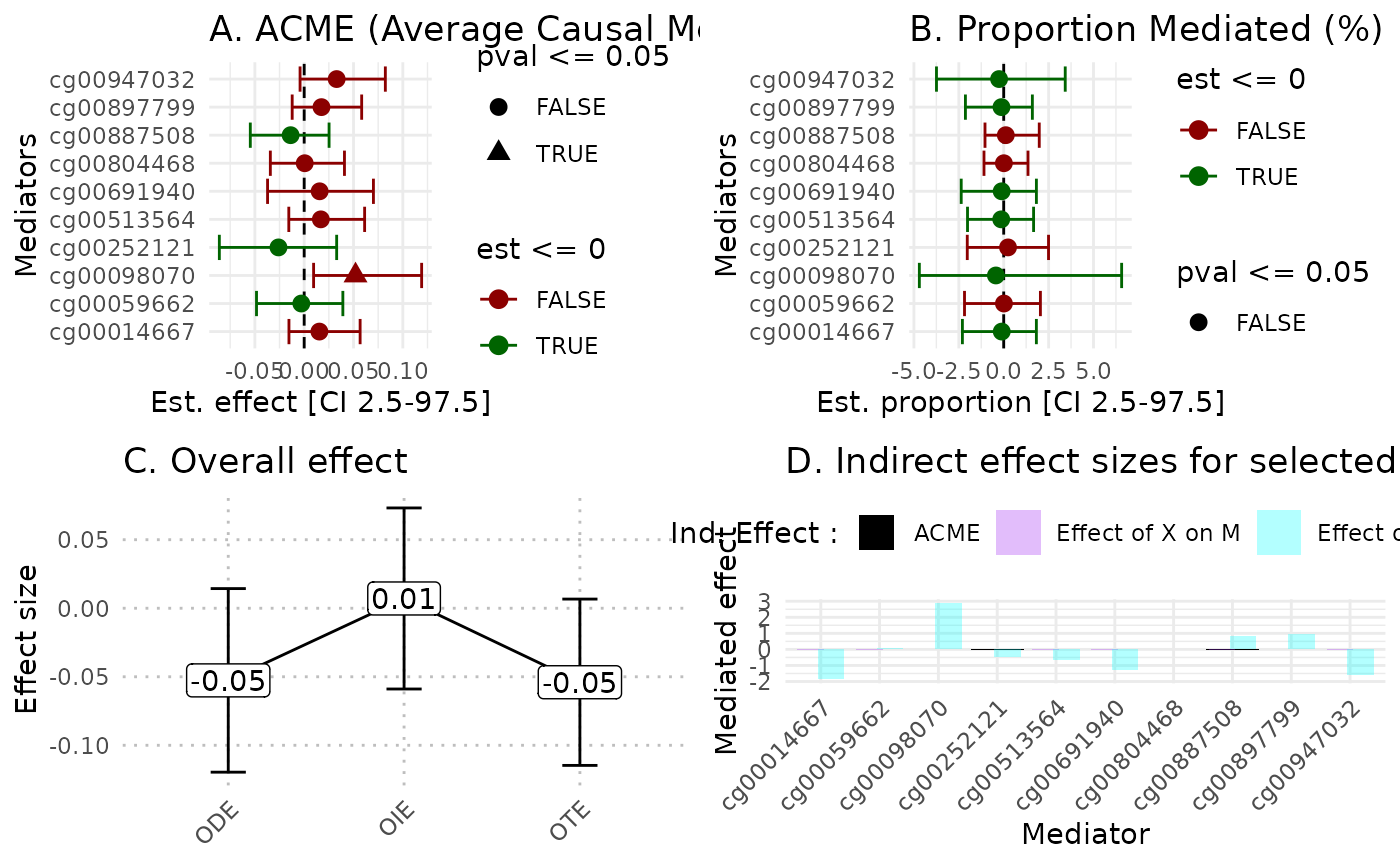 A. ACME (Average Causal
pval <= 0.05
FALSE
TRUE
est <= 0
FALSE
TRUE
Mediators
cg00947032
cg00897799
cg00887508
cg00804468
cg00691940
cg00513564
cg00252121
cg00098070
cg00059662
cg00014667
-0.05 0.00 0.05 0.10
Est. effect [CI 2.5-97.5]
B. Proportion Mediated (%)
est <= 0
FALSE
TRUE
pval <= 0.05
FALSE
Mediators
cg00947032
cg00897799
cg00887508
cg00804468
cg00691940
cg00513564
cg00252121
cg00098070
cg00059662
cg00014667
-5.0 -2.5 0.0 2.5 5.0
Est. proportion [CI 2.5-97.5]
C. Overall effect
Effect size
0.05
0.00
-0.05
-0.10
-0.05
0.01
-0.05
ODE
OIE
OTE
D. Indirect effect sizes for selected
Ind. Effect :
ACME
Effect of X on M
Effect
Mediated effect
3
2
1
0
-1
-2
cg00014667
cg00059662
cg00098070
cg00252121
cg00513564
cg00691940
cg00804468
cg00887508
cg00897799
cg00947032
Mediator